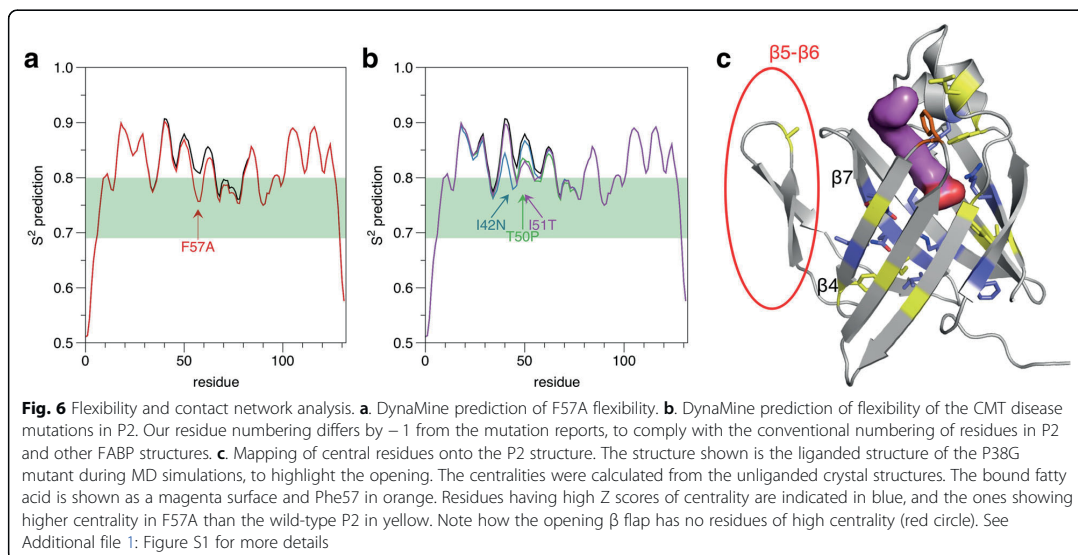 a
b
c
1.0
0.9
0.8
0.7
0.6
0.5
S² prediction
0
50
100
residue
F57A
1.0
0.9
0.8
0.7
0.6
0.5
S² prediction
0
50
100
residue
I42N
I51T
T50P
β5-β6
β7
β4
Fig. 6 Flexibility and contact network analysis. a. DynaMine prediction of F57A flexibility. b. DynaMine prediction of flexibility of the CMT disease
mutations in P2. Our residue numbering differs by − 1 from the mutation reports, to comply with the conventional numbering of residues in P2
and other FABP structures. c. Mapping of central residues onto the P2 structure. The structure shown is the liganded structure of the P38G
mutant during MD simulations, to highlight the opening. The centralities were calculated from the unliganded crystal structures. The bound fatty
acid is shown as a magenta surface and Phe57 in orange. Residues having high Z scores of centrality are indicated in blue, and the ones showing
higher centrality in F57A than the wild-type P2 in yellow. Note how the opening β flap has no residues of high centrality (red circle). See
Additional file 1: Figure S1 for more details